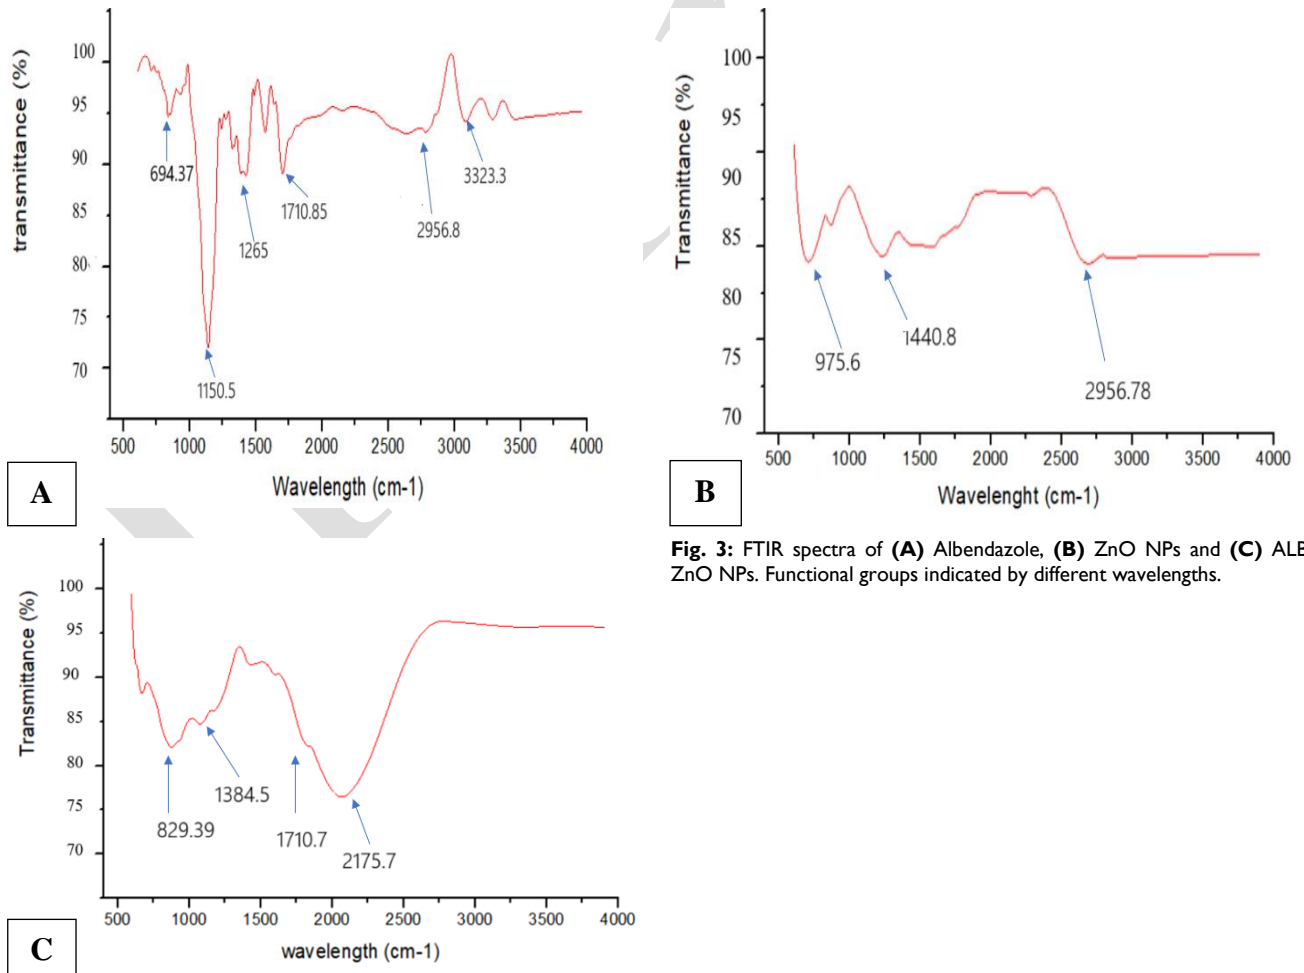 transmittance (%)
100
95
90
85
80
75
70
694.37
1150.5
1265
1710.85
2956.8
3323.3
500 1000 1500 2000 2500 3000 3500 4000
Wavelength (cm-1)
A
Transmittance (%)
100
95
90
85
80
75
70
975.6
1440.8
2956.78
500 1000 1500 2000 2500 3000 3500 4000
Wavelenght (cm-1)
B
Fig. 3: FTIR spectra of (A) Albendazole, (B) ZnO NPs and (C) ALB
ZnO NPs. Functional groups indicated by different wavelengths.
Transmittance (%)
100
95
90
85
80
75
70
829.39
1384.5
1710.7
2175.7
500 1000 1500 2000 2500 3000 3500 4000
wavelength (cm-1)
C